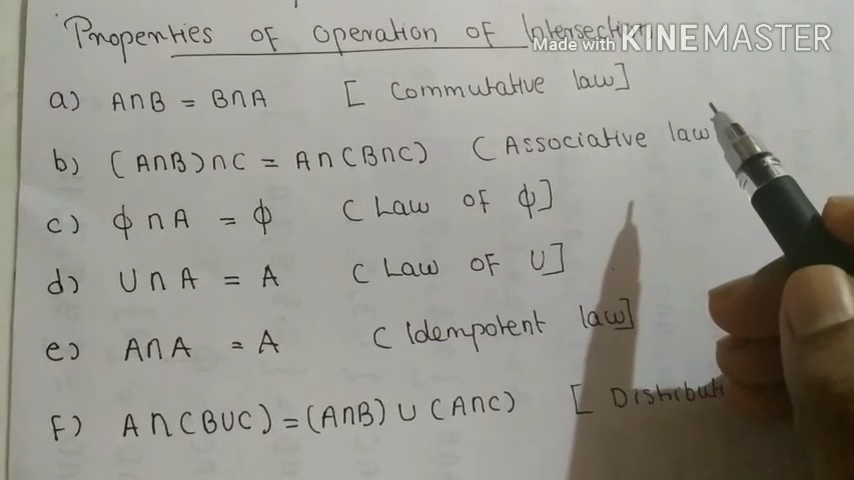 Properties of operation of Intersection
Made with KINEMASTER
a) A∩B = B∩A [ Commutative law]
b) (A∩B)∩C = A∩(B∩C) ( Associative law
c) ϕ ∩ A = ϕ ( Law of ϕ]
d) U ∩ A = A ( Law of U]
e) A∩A = A ( Idempotent law]
F) A∩(BUC) = (A∩B) U (A∩C) [ Distributi